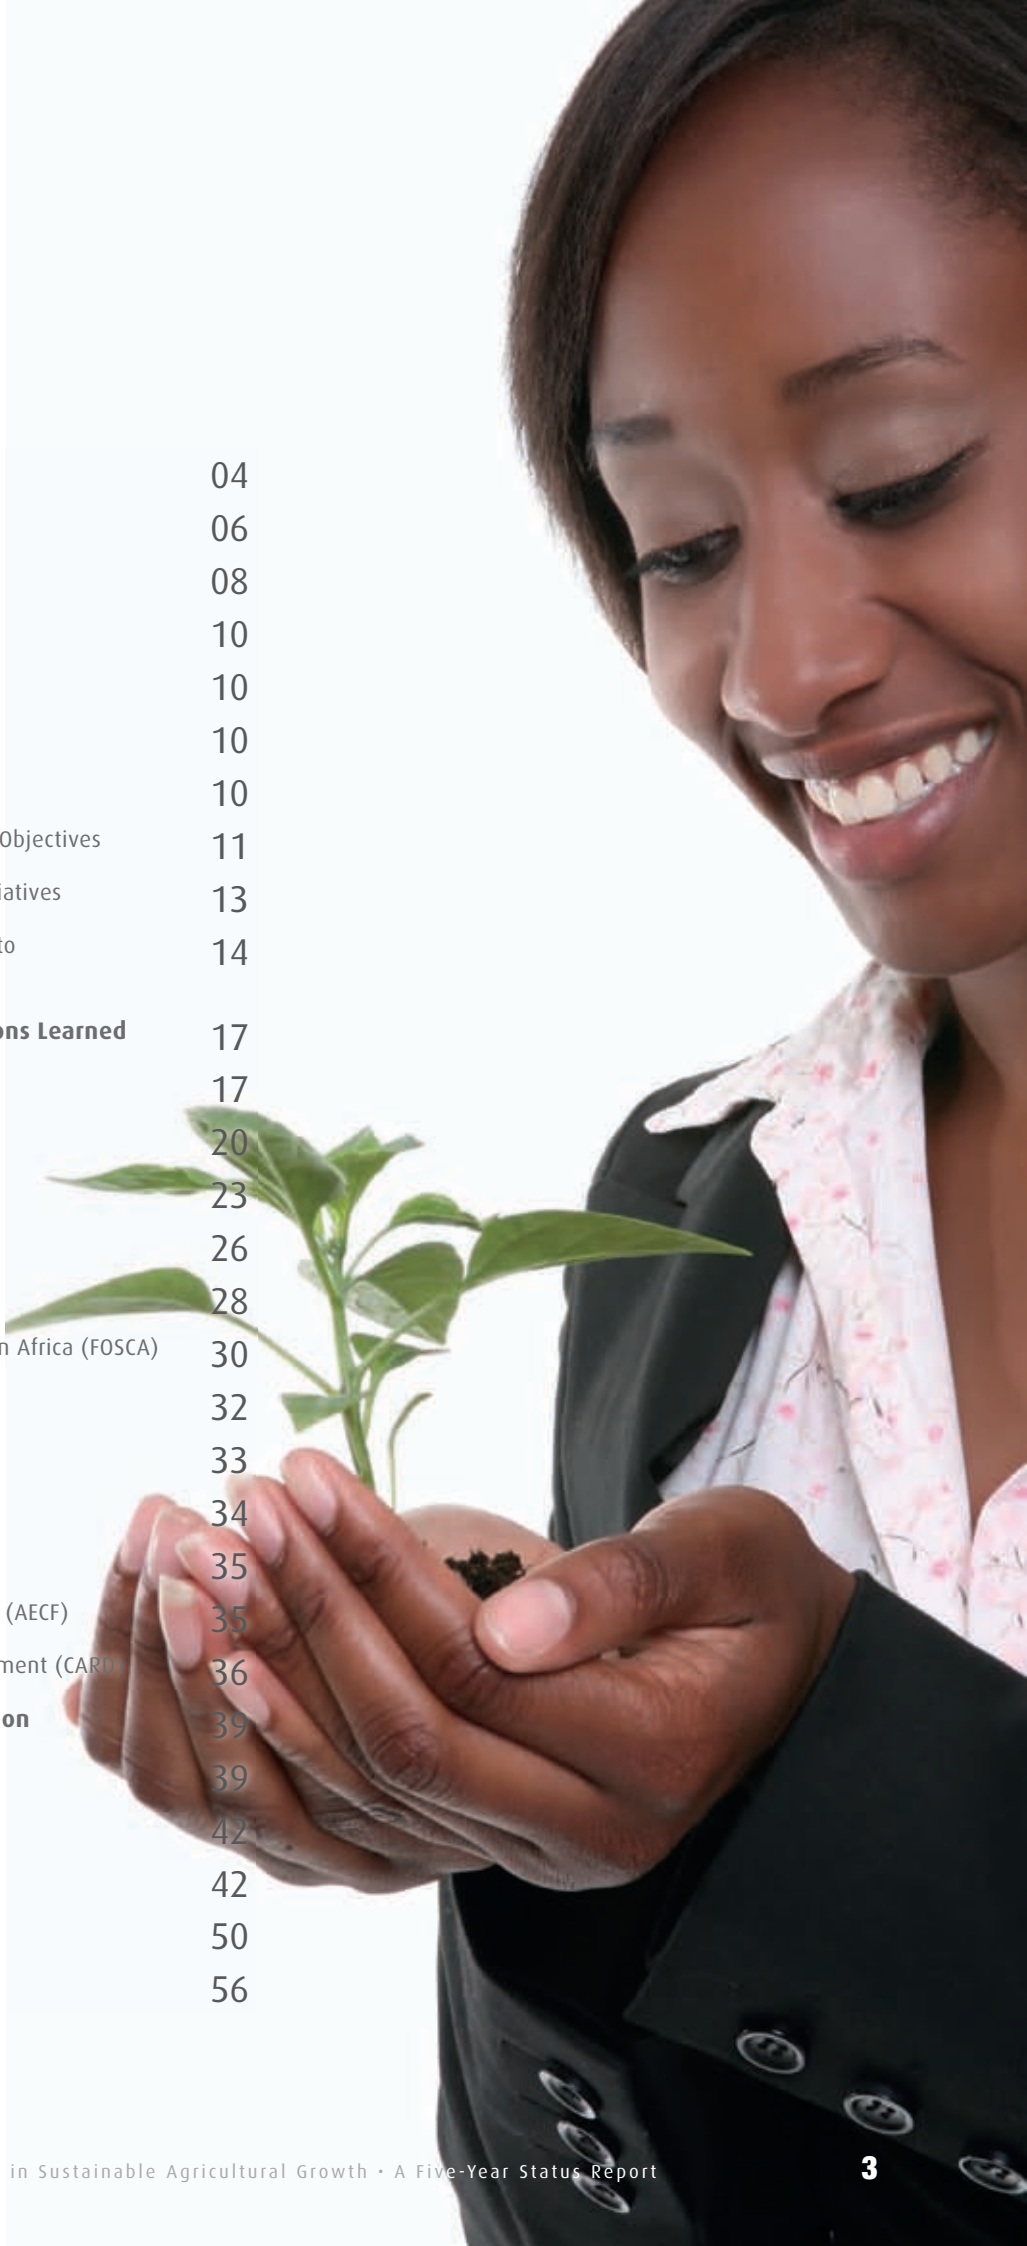 04
06
08
10
10
10
10
Objectives 11
iatives 13
to 14
ons Learned 17
17
20
23
26
28
n Africa (FOSCA) 30
32
33
34
35
(AECF) 35
ment (CARD) 36
on 39
39
42
42
50
56
in Sustainable Agricultural Growth • A Five-Year Status Report 3